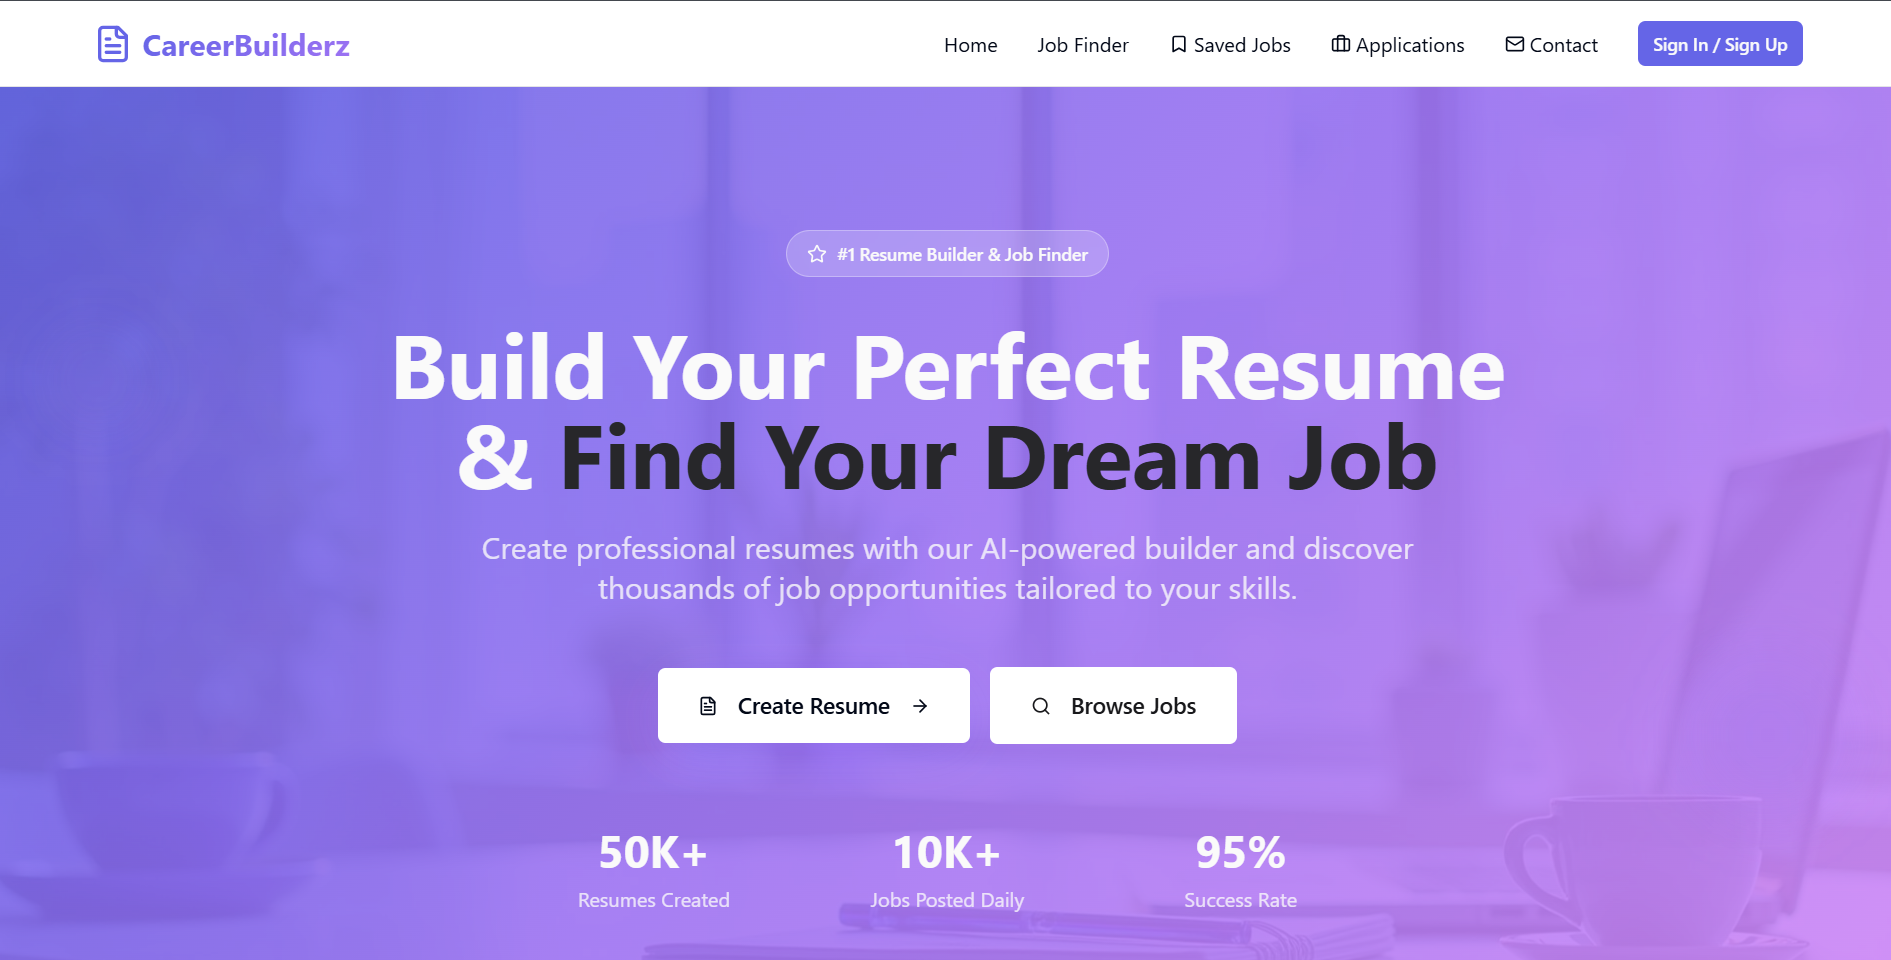 CareerBuilderz
Home
Job Finder
Saved Jobs
Applications
Contact
Sign In / Sign Up
#1 Resume Builder & Job Finder
Build Your Perfect Resume
& Find Your Dream Job
Create professional resumes with our AI-powered builder and discover
thousands of job opportunities tailored to your skills.
Create Resume
Browse Jobs
50K+
Resumes Created
10K+
Jobs Posted Daily
95%
Success Rate